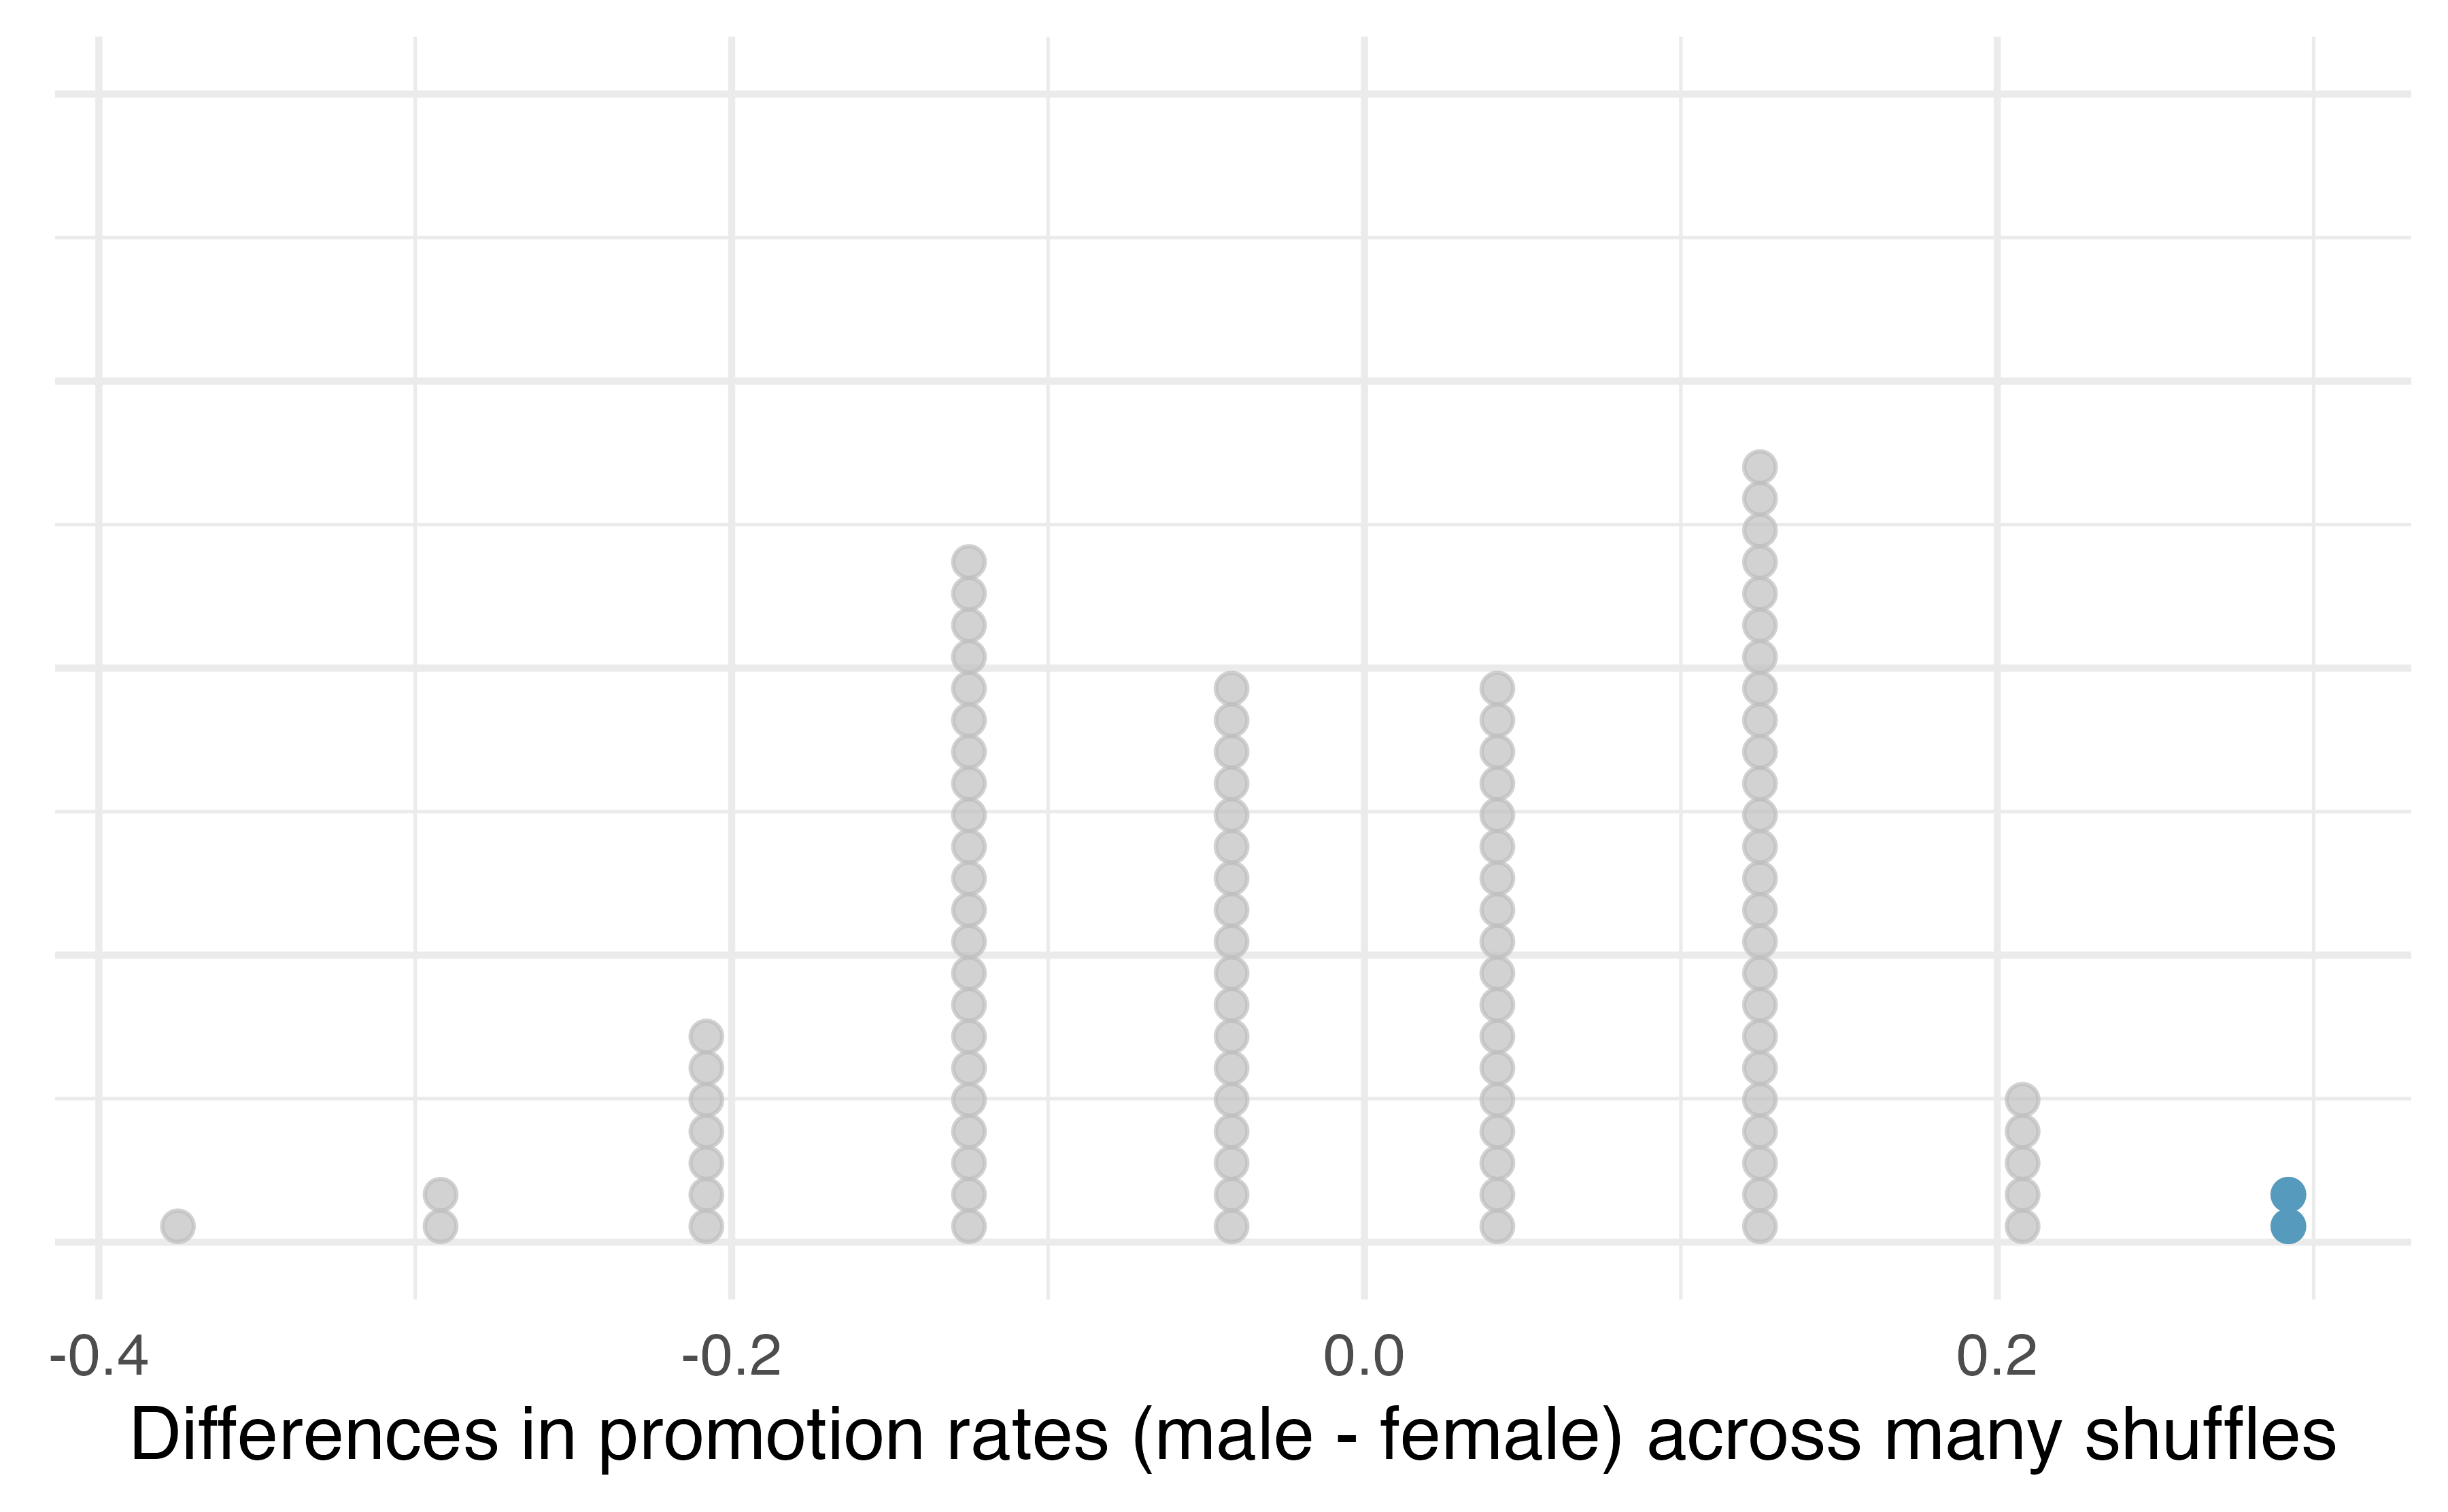 -0.4 -0.2 0.0 0.2
Differences in promotion rates (male - female) across many shuffles